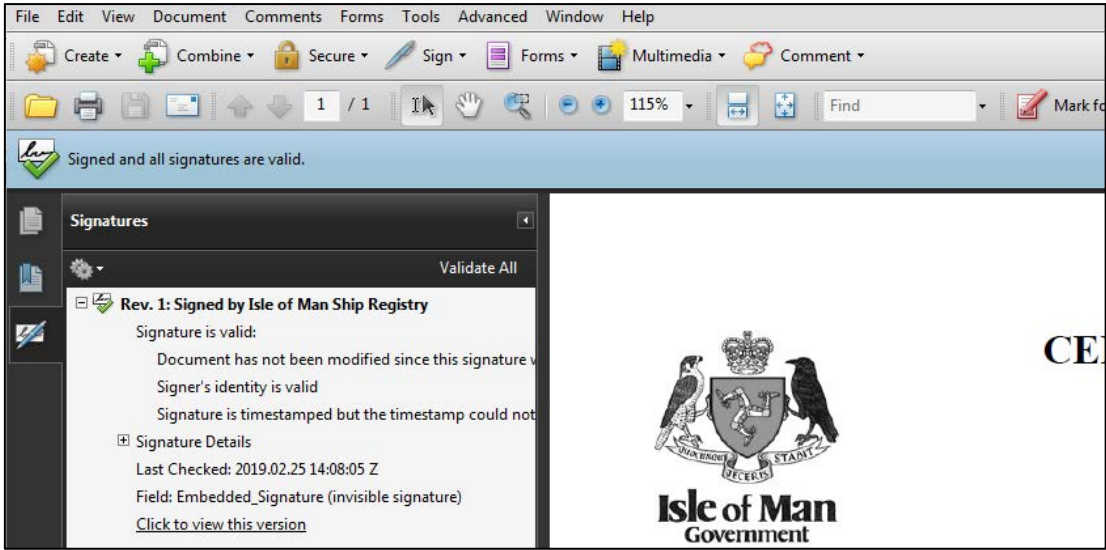 File Edit View Document Comments Forms Tools Advanced Window Help
Create Combine Secure Sign Forms Multimedia Comment
1 / 1 115% Find Mark fo
Signed and all signatures are valid.
Signatures
Validate All
Rev. 1: Signed by Isle of Man Ship Registry
Signature is valid:
Document has not been modified since this signature w
Signer's identity is valid
Signature is timestamped but the timestamp could not
Signature Details
Last Checked: 2019.02.25 14:08:05 Z
Field: Embedded_Signature (invisible signature)
Click to view this version
CE
STABIT
JECERIS
Isle of Man
Government